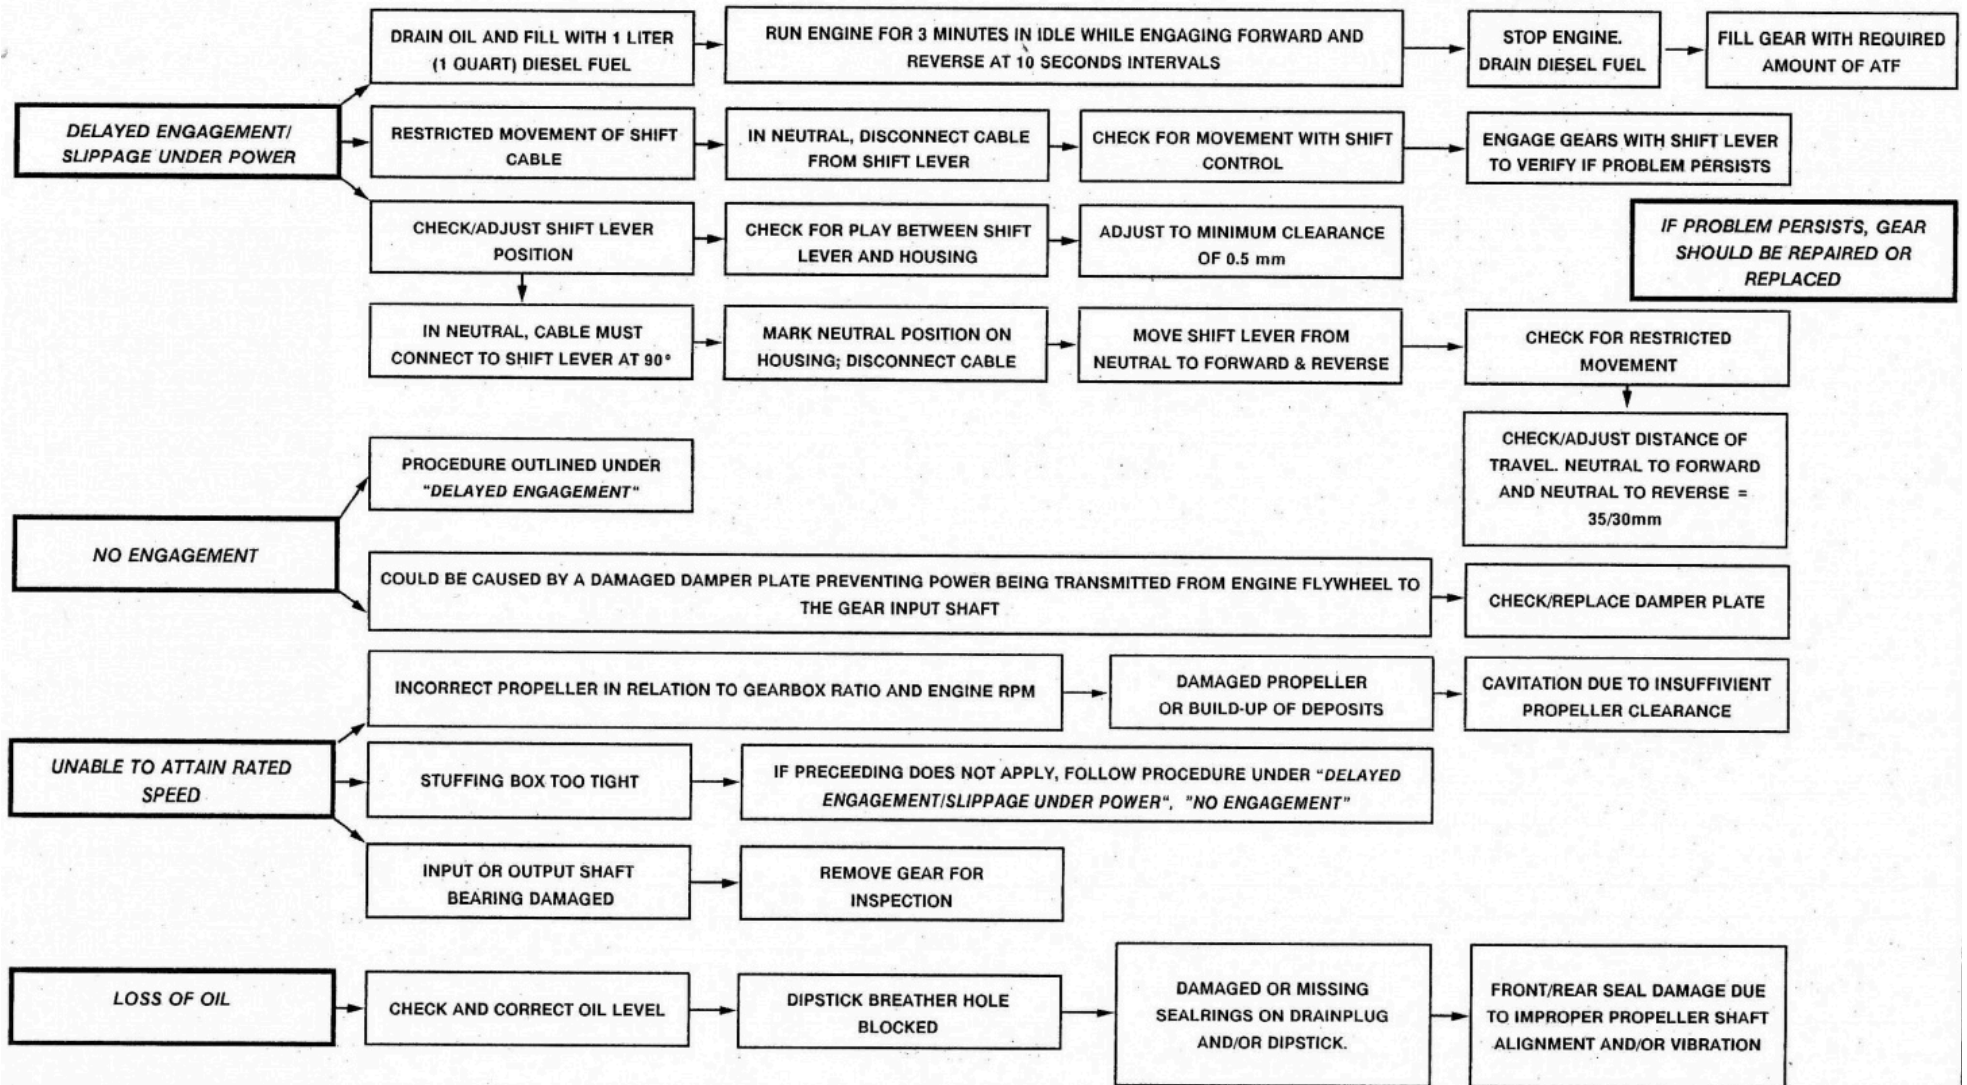 DRAIN OIL AND FILL WITH 1 LITER
(1 QUART) DIESEL FUEL
RUN ENGINE FOR 3 MINUTES IN IDLE WHILE ENGAGING FORWARD AND
REVERSE AT 10 SECONDS INTERVALS
STOP ENGINE.
DRAIN DIESEL FUEL
FILL GEAR WITH REQUIRED
AMOUNT OF ATF
DELAYED ENGAGEMENT/
SLIPPAGE UNDER POWER
RESTRICTED MOVEMENT OF SHIFT
CABLE
IN NEUTRAL, DISCONNECT CABLE
FROM SHIFT LEVER
CHECK FOR MOVEMENT WITH SHIFT
CONTROL
ENGAGE GEARS WITH SHIFT LEVER
TO VERIFY IF PROBLEM PERSISTS
CHECK/ADJUST SHIFT LEVER
POSITION
CHECK FOR PLAY BETWEEN SHIFT
LEVER AND HOUSING
ADJUST TO MINIMUM CLEARANCE
OF 0.5 mm
IF PROBLEM PERSISTS, GEAR
SHOULD BE REPAIRED OR
REPLACED
IN NEUTRAL, CABLE MUST
CONNECT TO SHIFT LEVER AT 90°
MARK NEUTRAL POSITION ON
HOUSING; DISCONNECT CABLE
MOVE SHIFT LEVER FROM
NEUTRAL TO FORWARD & REVERSE
CHECK FOR RESTRICTED
MOVEMENT
CHECK/ADJUST DISTANCE OF
TRAVEL. NEUTRAL TO FORWARD
AND NEUTRAL TO REVERSE =
35/30mm
NO ENGAGEMENT
PROCEDURE OUTLINED UNDER
"DELAYED ENGAGEMENT"
COULD BE CAUSED BY A DAMAGED DAMPER PLATE PREVENTING POWER BEING TRANSMITTED FROM ENGINE FLYWHEEL TO
THE GEAR INPUT SHAFT
CHECK/REPLACE DAMPER PLATE
UNABLE TO ATTAIN RATED
SPEED
INCORRECT PROPELLER IN RELATION TO GEARBOX RATIO AND ENGINE RPM
DAMAGED PROPELLER
OR BUILD-UP OF DEPOSITS
CAVITATION DUE TO INSUFFIVIENT
PROPELLER CLEARANCE
STUFFING BOX TOO TIGHT
IF PRECEEDING DOES NOT APPLY, FOLLOW PROCEDURE UNDER "DELAYED
ENGAGEMENT/SLIPPAGE UNDER POWER", "NO ENGAGEMENT"
INPUT OR OUTPUT SHAFT
BEARING DAMAGED
REMOVE GEAR FOR
INSPECTION
LOSS OF OIL
CHECK AND CORRECT OIL LEVEL
DIPSTICK BREATHER HOLE
BLOCKED
DAMAGED OR MISSING
SEALRINGS ON DRAINPLUG
AND/OR DIPSTICK.
FRONT/REAR SEAL DAMAGE DUE
TO IMPROPER PROPELLER SHAFT
ALIGNMENT AND/OR VIBRATION